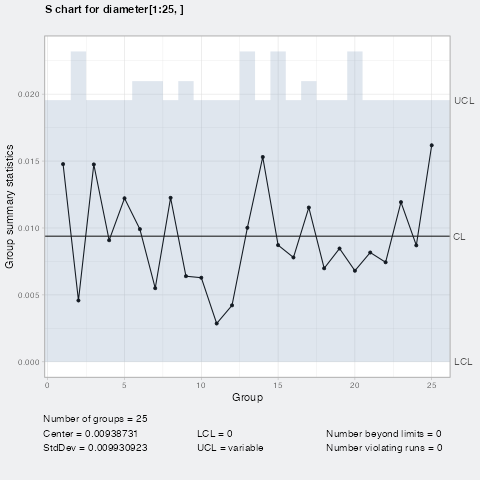 S chart for diameter[1:25, ]
0.020
UCL
0.015
0.010
CL
0.005
0.000
LCL
Group summary statistics
0 5 10 15 20 25
Group
Number of groups = 25
Center = 0.00938731 LCL = 0 Number beyond limits = 0
StdDev = 0.009930923 UCL = variable Number violating runs = 0